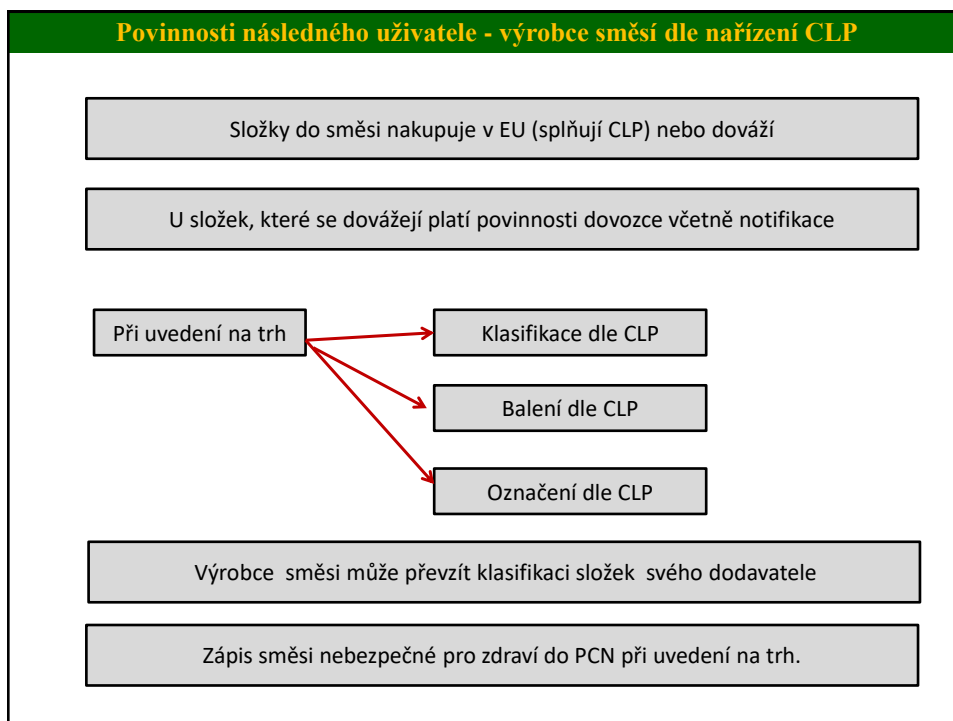 Povinnosti následného uživatele - výrobce směsí dle nařízení CLP
Složky do směsi nakupuje v EU (splňují CLP) nebo dováží
U složek, které se dovážejí platí povinnosti dovozce včetně notifikace
Při uvedení na trh
Klasifikace dle CLP
Balení dle CLP
Označení dle CLP
Výrobce směsi může převzít klasifikaci složek svého dodavatele
Zápis směsi nebezpečné pro zdraví do PCN při uvedení na trh.